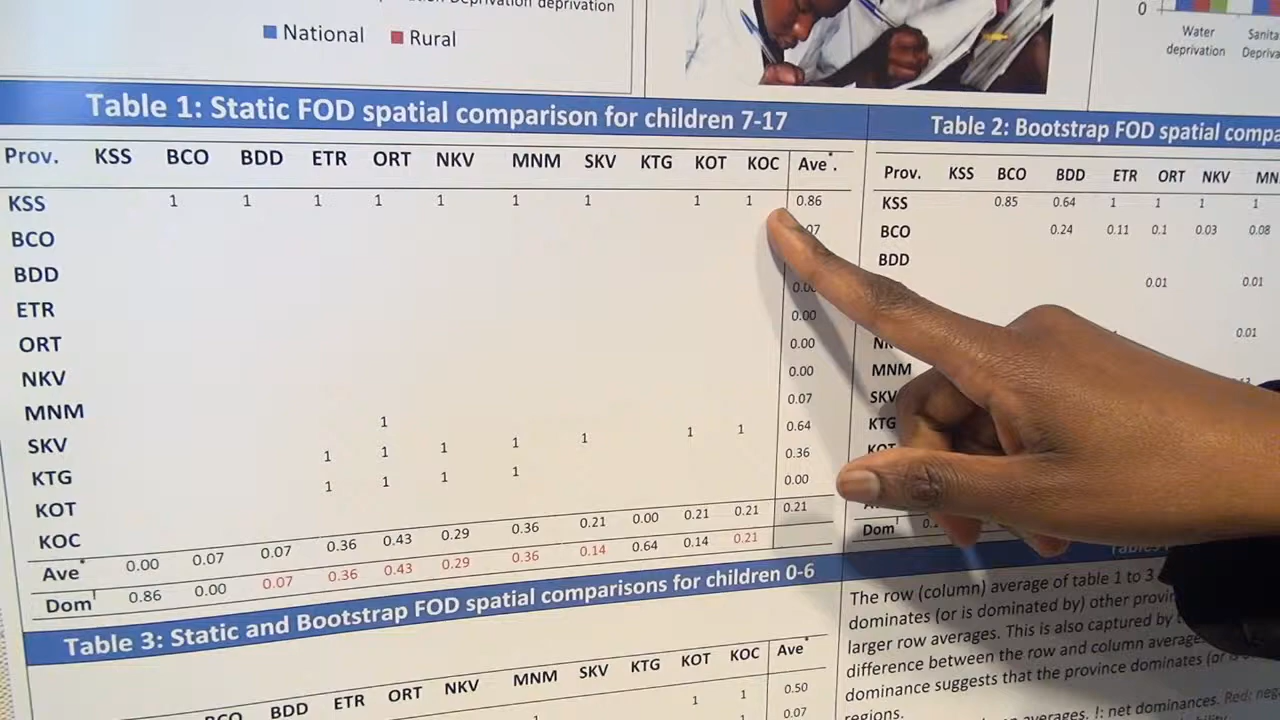 Deprivation deprivation
National Rural
0
Water deprivation
Table 1: Static FOD spatial comparison for children 7-17
Prov. KSS BCO BDD ETR ORT NKV MNM SKV KTG KOT KOC Ave*.
KSS 1 1 1 1 1 1 1 1 1 0.86
BCO
BDD
ETR 0.00
ORT 0.00
NKV 0.00
MNM 0.07
1
SKV 1 1 1 1 1 1 1 0.64
KTG 1 1 1 1 0.36
KOT 0.00
KOC 0.21
Ave* 0.00 0.07 0.07 0.36 0.43 0.29 0.36 0.21 0.00 0.21 0.21
Dom! 0.86 0.00 0.07 0.36 0.43 0.29 0.36 0.14 0.64 0.14 0.21
Table 3: Static and Bootstrap FOD spatial comparisons for children 0-6
BCO BDD ETR ORT NKV MNM SKV KTG KOT KOC Ave*
1 1 0.50
0.07
Table 2: Bootstrap FOD spatial
Prov. KSS BCO BDD ETR ORT NKV
KSS 0.85 0.64 1 1 1 1
BCO 0.24 0.11 0.1 0.03 0.08
BDD
0.01 0.01
0.01
MNM
KTG
Dom!
The row (column) average of table 1 to 3
dominates (or is dominated by) other
larger row averages. This is also captured by
difference between the row and column
dominance suggests that the province dominates (or
regions.
averages. !: net dominances. Red: